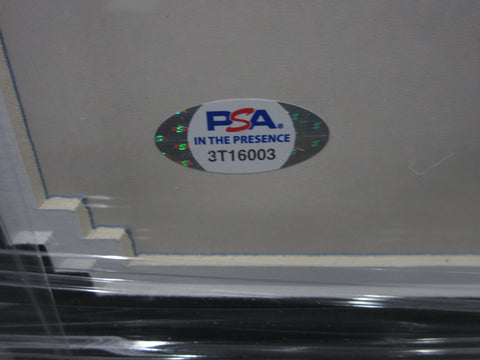 PSA®
IN THE PRESENCE
3T16003